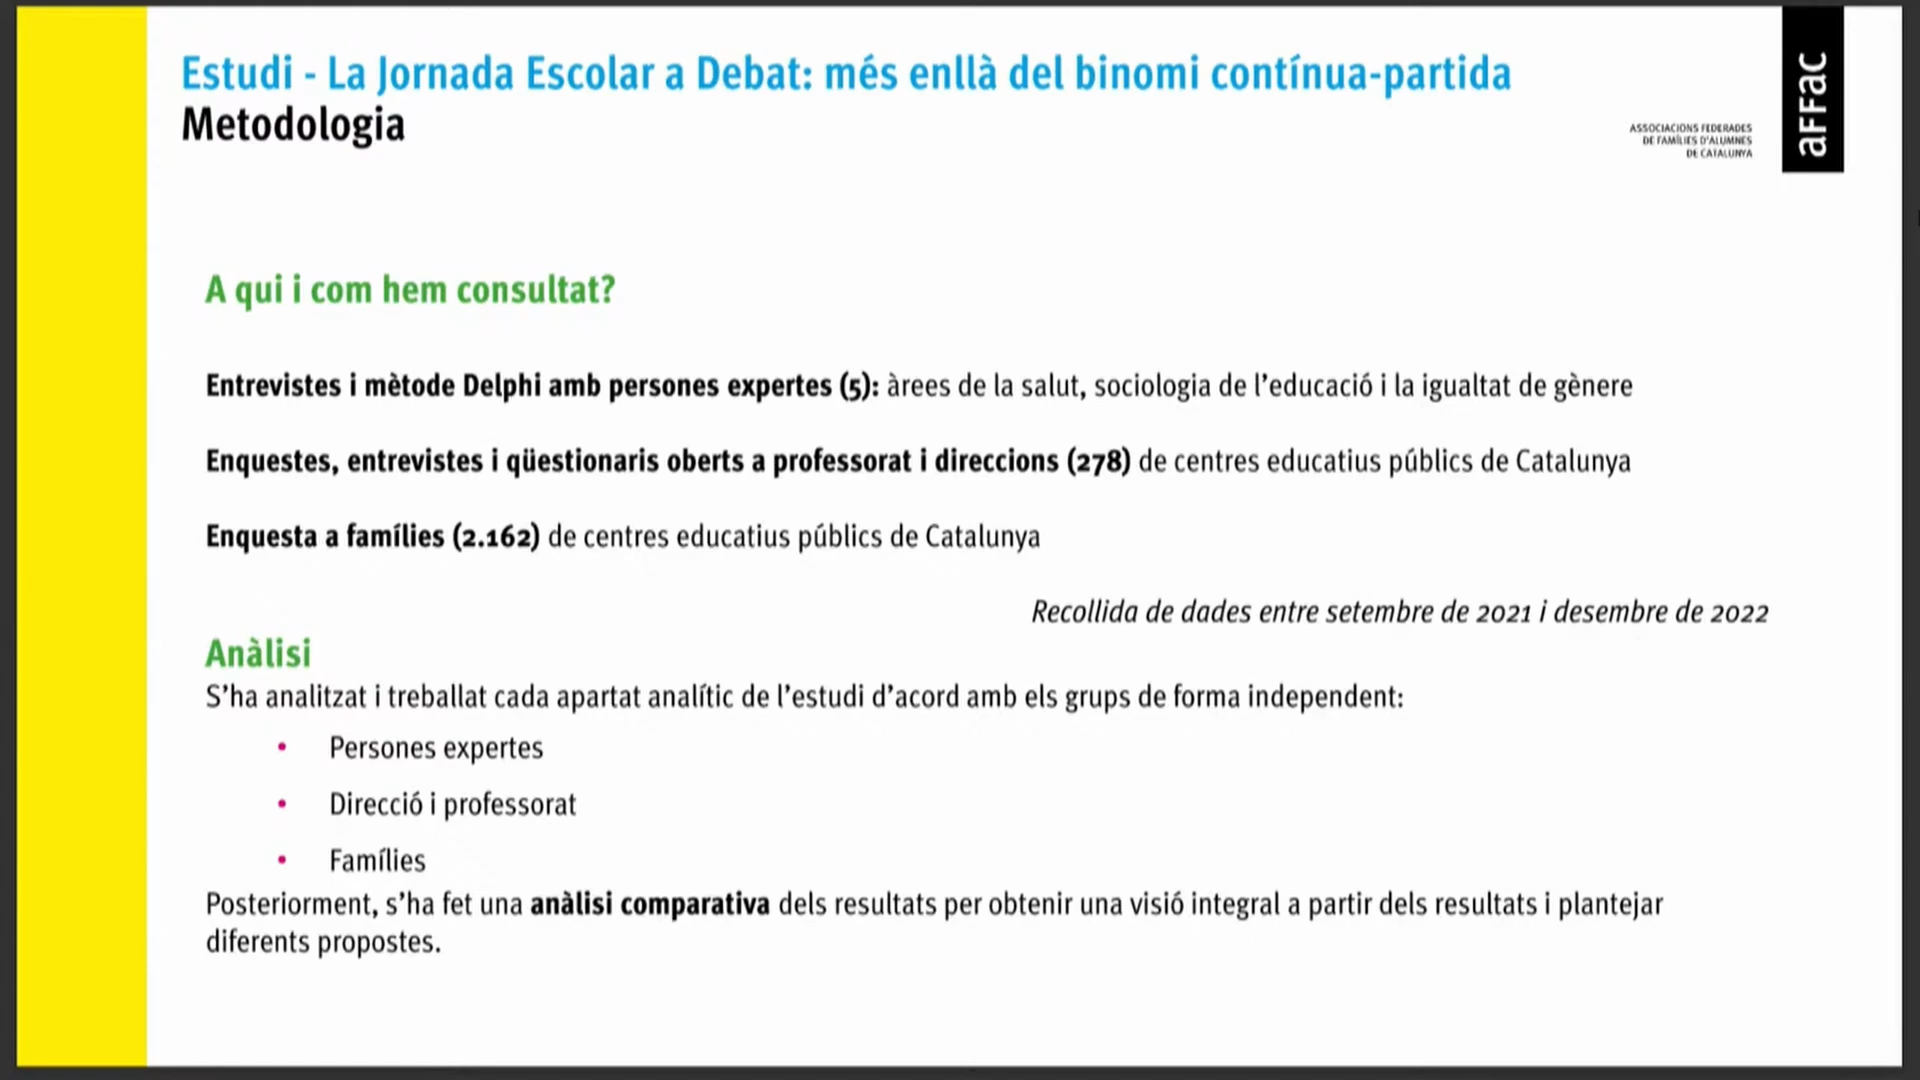 Estudi - La Jornada Escolar a Debat: més enllà del binomi contínua-partida
Metodologia
ASSOCIACIONS FEDERADES
DE FAMÍLIES D'ALUMNES
DE CATALUNYA
aFFaC
A qui i com hem consultat?
Entrevistes i mètode Delphi amb persones expertes (5): àrees de la salut, sociologia de l'educació i la igualtat de gènere
Enquestes, entrevistes i qüestionaris oberts a professorat i direccions (278) de centres educatius públics de Catalunya
Enquesta a famílies (2.162) de centres educatius públics de Catalunya
Recollida de dades entre setembre de 2021 i desembre de 2022
Anàlisi
S'ha analitzat i treballat cada apartat analític de l'estudi d'acord amb els grups de forma independent:
• Persones expertes
• Direcció i professorat
• Famílies
Posteriorment, s'ha fet una anàlisi comparativa dels resultats per obtenir una visió integral a partir dels resultats i plantejar
diferents propostes.